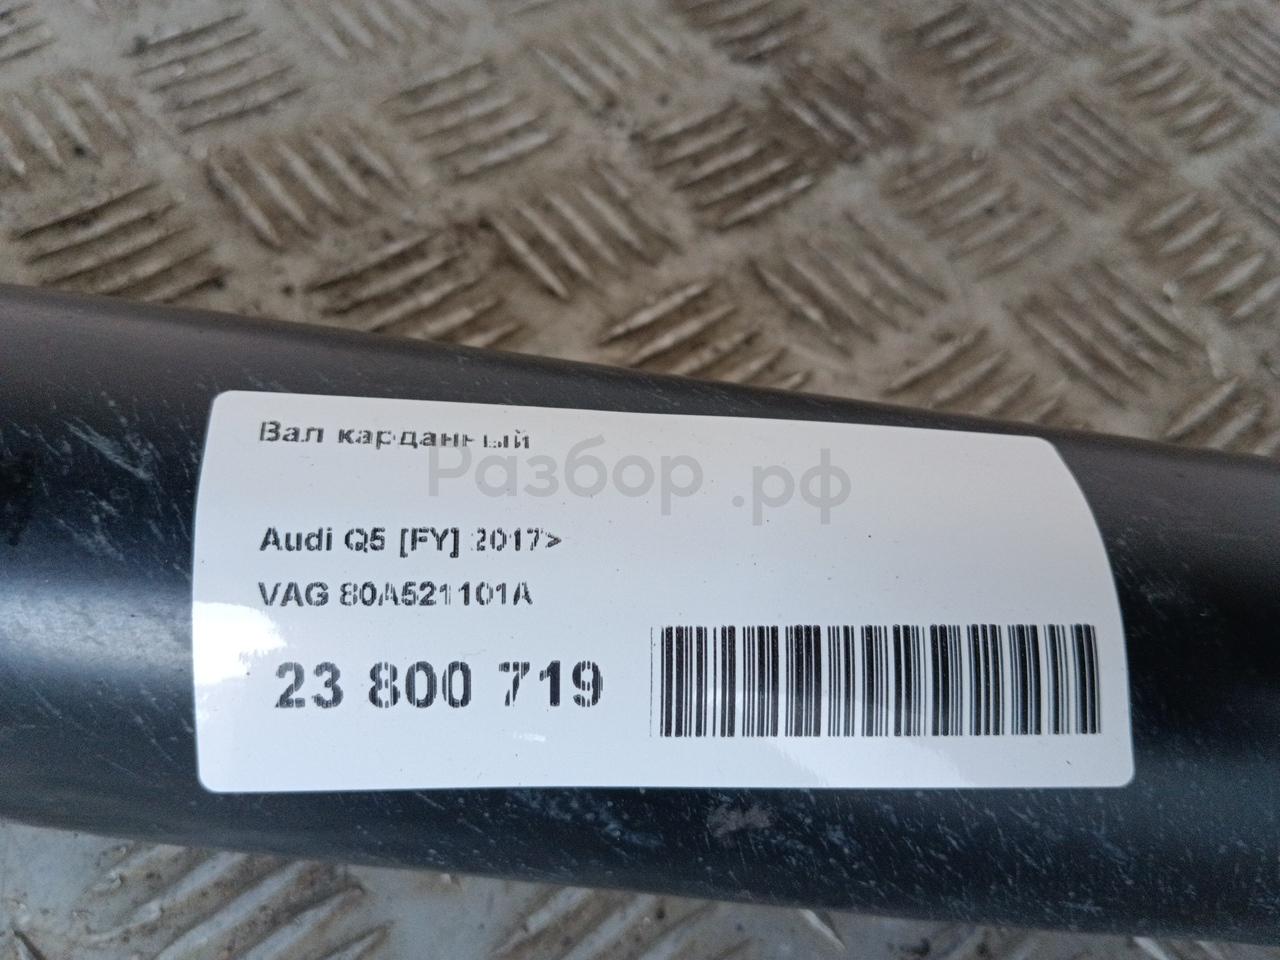 Вал карданный
Разбор.рф
Audi Q5 [FY] 2017>
VAG 80A521101A
23 800 719